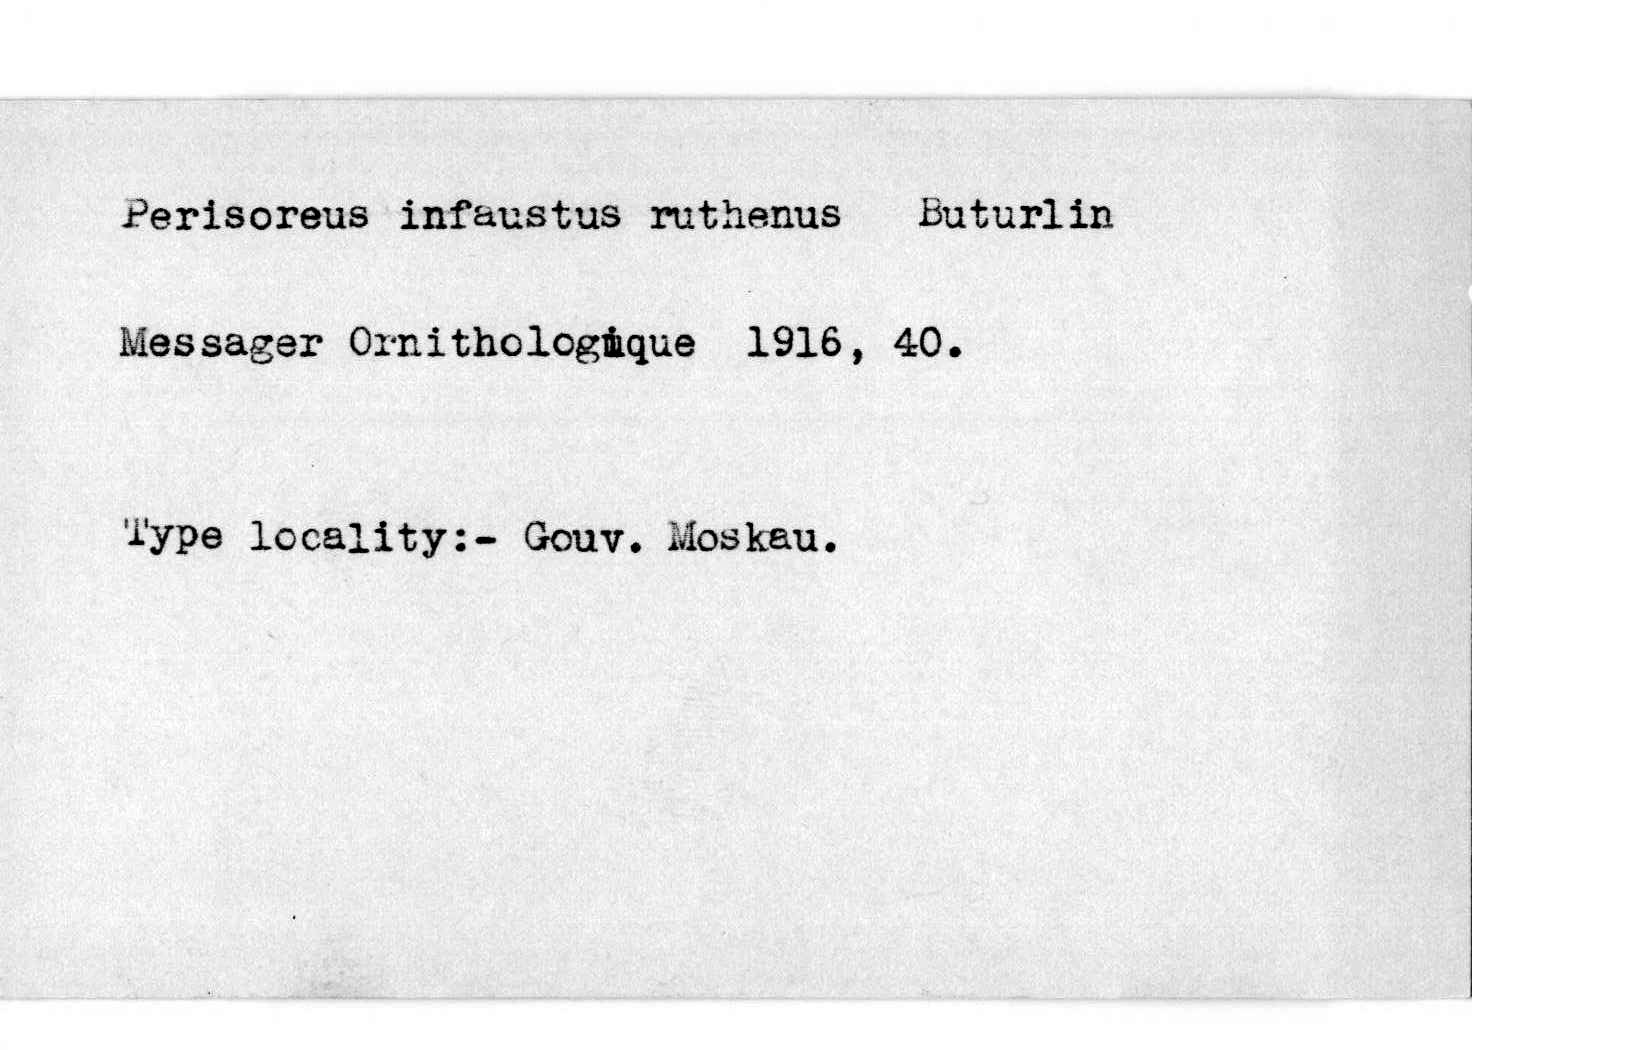 Perisoreus infaustus ruthenus Buturlin
Messager Ornithologique 1916, 40.
Type locality:- Gouv. Moskau.